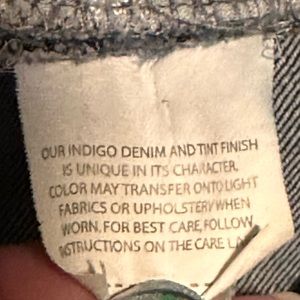 OUR INDIGO DENIM AND TINT FINISH
IS UNIQUE IN ITS CHARACTER.
COLOR MAY TRANSFER ONTO LIGHT
FABRICS OR UPHOLSTERY WHEN
WORN, FOR BEST CARE, FOLLOW
INSTRUCTIONS ON THE CARE